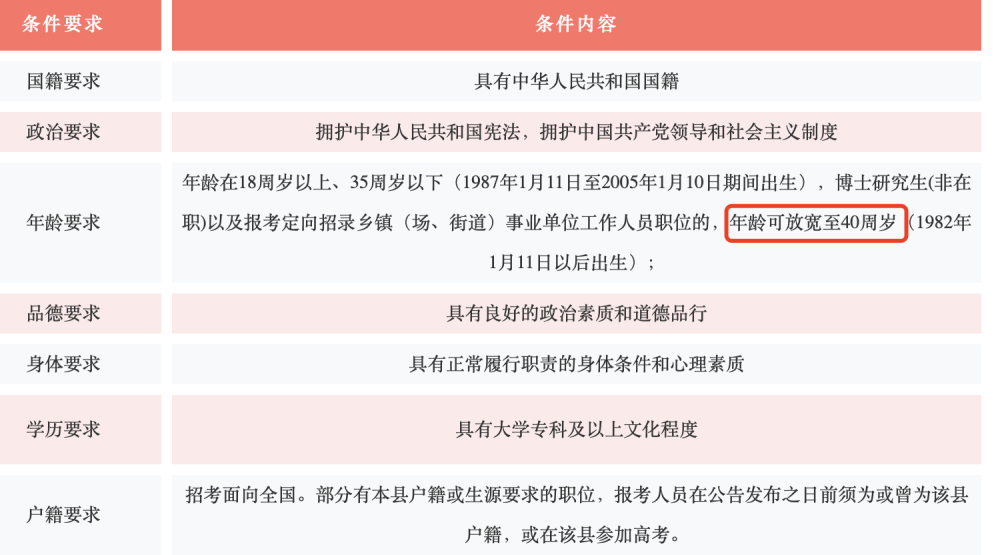 条件要求 条件内容
国籍要求 具有中华人民共和国国籍
政治要求 拥护中华人民共和国宪法，拥护中国共产党领导和社会主义制度
年龄在18周岁以上、35周岁以下（1987年1月11日至2005年1月10日期间出生），博士研究生(非在
年龄要求 职)以及报考定向招录乡镇（场、街道）事业单位工作人员职位的，年龄可放宽至40周岁（1982年
1月11日以后出生）；
品德要求 具有良好的政治素质和道德品行
身体要求 具有正常履行职责的身体条件和心理素质
学历要求 具有大学专科及以上文化程度
招考面向全国。部分有本县户籍或生源要求的职位，报考人员在公告发布之日前须为或曾为该县
户籍要求
户籍，或在该县参加高考。